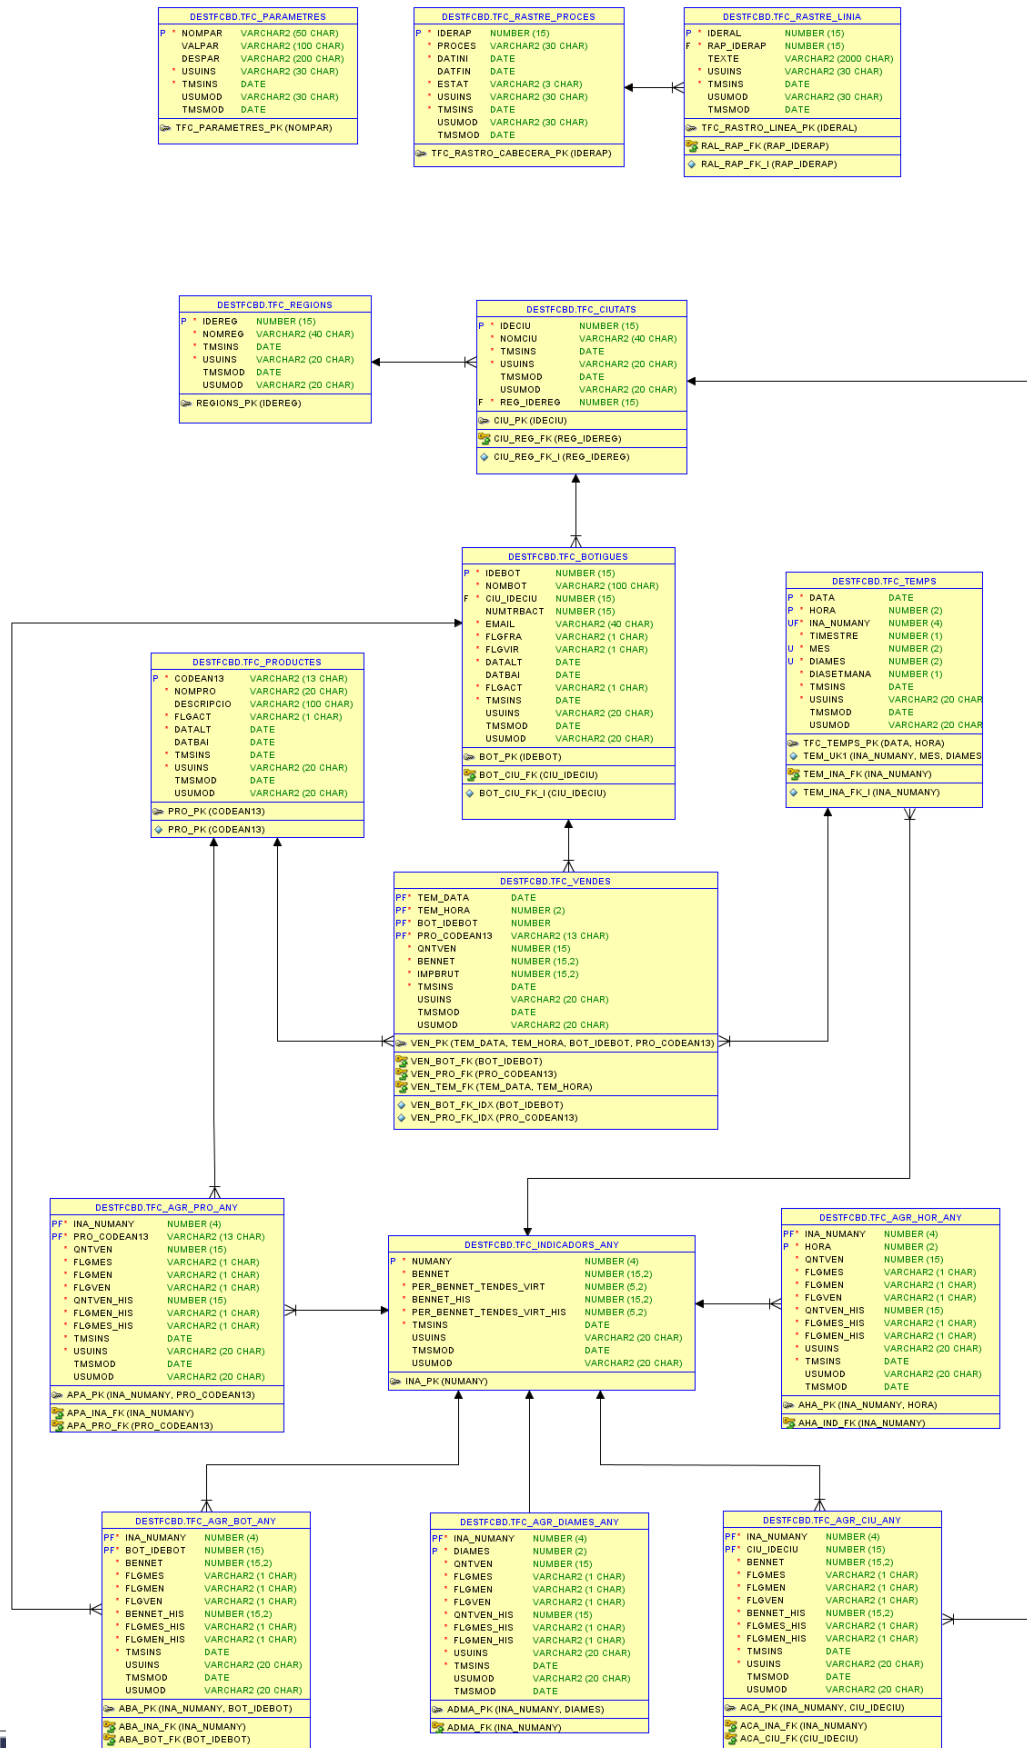 DESTFCBD.TFC_PARAMETRES
P * NOMPAR VARCHAR2 (50 CHAR)
VALPAR VARCHAR2 (100 CHAR)
DESPAR VARCHAR2 (200 CHAR)
* USUINS VARCHAR2 (30 CHAR)
* TMSINS DATE
USUMOD VARCHAR2 (30 CHAR)
TMSMOD DATE
TFC_PARAMETRES_PK (NOMPAR)
DESTFCBD.TFC_RASTRE_PROCES
P * IDERAP NUMBER (15)
* PROCES VARCHAR2 (30 CHAR)
* DATINI DATE
DATFIN DATE
* ESTAT VARCHAR2 (3 CHAR)
* USUINS VARCHAR2 (30 CHAR)
* TMSINS DATE
USUMOD VARCHAR2 (30 CHAR)
TMSMOD DATE
TFC_RASTRO_CABECERA_PK (IDERAP)
DESTFCBD.TFC_RASTRE_LINIA
P * IDERAL NUMBER (15)
F * RAP_IDERAP NUMBER (15)
TEXTE VARCHAR2 (2000 CHAR)
* USUINS VARCHAR2 (30 CHAR)
* TMSINS DATE
USUMOD VARCHAR2 (30 CHAR)
TMSMOD DATE
TFC_RASTRO_LINEA_PK (IDERAL)
RAL_RAP_FK (RAP_IDERAP)
RAL_RAP_FK_I (RAP_IDERAP)
DESTFCBD.TFC_REGIONS
P * IDEREG NUMBER (15)
* NOMREG VARCHAR2 (40 CHAR)
* TMSINS DATE
* USUINS VARCHAR2 (20 CHAR)
TMSMOD DATE
USUMOD VARCHAR2 (20 CHAR)
REGIONS_PK (IDEREG)
DESTFCBD.TFC_CIUTATS
P * IDECIU NUMBER (15)
* NOMCIU VARCHAR2 (40 CHAR)
* TMSINS DATE
* USUINS VARCHAR2 (20 CHAR)
TMSMOD DATE
USUMOD VARCHAR2 (20 CHAR)
F * REG_IDEREG NUMBER (15)
CIU_PK (IDECIU)
CIU_REG_FK (REG_IDEREG)
CIU_REG_FK_I (REG_IDEREG)
DESTFCBD.TFC_BOTIGUES
P * IDEBOT NUMBER (15)
* NOMBOT VARCHAR2 (100 CHAR)
F * CIU_IDECIU NUMBER (15)
NUMTRBACT NUMBER (15)
* EMAIL VARCHAR2 (40 CHAR)
* FLGFRA VARCHAR2 (1 CHAR)
* FLGVIR VARCHAR2 (1 CHAR)
* DATALT DATE
DATBAI DATE
* FLGACT VARCHAR2 (1 CHAR)
* TMSINS DATE
USUINS VARCHAR2 (20 CHAR)
TMSMOD DATE
USUMOD VARCHAR2 (20 CHAR)
BOT_PK (IDEBOT)
BOT_CIU_FK (CIU_IDECIU)
BOT_CIU_FK_I (CIU_IDECIU)
DESTFCBD.TFC_TEMPS
P * DATA DATE
P * HORA NUMBER (2)
UF* INA_NUMANY NUMBER (4)
* TIMESTRE NUMBER (1)
U * MES NUMBER (2)
U * DIAMES NUMBER (2)
* DIASETMANA NUMBER (1)
* TMSINS DATE
* USUINS VARCHAR2 (20 CHAR
TMSMOD DATE
USUMOD VARCHAR2 (20 CHAR
TFC_TEMPS_PK (DATA, HORA)
TEM_UK1 (INA_NUMANY, MES, DIAMES
TEM_INA_FK (INA_NUMANY)
TEM_INA_FK_I (INA_NUMANY)
DESTFCBD.TFC_PRODUCTES
P * CODEAN13 VARCHAR2 (13 CHAR)
* NOMPRO VARCHAR2 (20 CHAR)
DESCRIPCIO VARCHAR2 (100 CHAR)
* FLGACT VARCHAR2 (1 CHAR)
* DATALT DATE
DATBAI DATE
* TMSINS DATE
* USUINS VARCHAR2 (20 CHAR)
TMSMOD DATE
USUMOD VARCHAR2 (20 CHAR)
PRO_PK (CODEAN13)
PRO_PK (CODEAN13)
DESTFCBD.TFC_VENDES
PF* TEM_DATA DATE
PF* TEM_HORA NUMBER (2)
PF* BOT_IDEBOT NUMBER
PF* PRO_CODEAN13 VARCHAR2 (13 CHAR)
* QNTVEN NUMBER (15)
* BENNET NUMBER (15,2)
* IMPBRUT NUMBER (15,2)
* TMSINS DATE
USUINS VARCHAR2 (20 CHAR)
TMSMOD DATE
USUMOD VARCHAR2 (20 CHAR)
VEN_PK (TEM_DATA, TEM_HORA, BOT_IDEBOT, PRO_CODEAN13)
VEN_BOT_FK (BOT_IDEBOT)
VEN_PRO_FK (PRO_CODEAN13)
VEN_TEM_FK (TEM_DATA, TEM_HORA)
VEN_BOT_FK_IDX (BOT_IDEBOT)
VEN_PRO_FK_IDX (PRO_CODEAN13)
DESTFCBD.TFC_AGR_PRO_ANY
PF* INA_NUMANY NUMBER (4)
PF* PRO_CODEAN13 VARCHAR2 (13 CHAR)
* QNTVEN NUMBER (15)
* FLGMES VARCHAR2 (1 CHAR)
* FLGMEN VARCHAR2 (1 CHAR)
* FLGVEN VARCHAR2 (1 CHAR)
* QNTVEN_HIS NUMBER (15)
* FLGMEN_HIS VARCHAR2 (1 CHAR)
* FLGMES_HIS VARCHAR2 (1 CHAR)
* TMSINS DATE
* USUINS VARCHAR2 (20 CHAR)
TMSMOD DATE
USUMOD VARCHAR2 (20 CHAR)
APA_PK (INA_NUMANY, PRO_CODEAN13)
APA_INA_FK (INA_NUMANY)
APA_PRO_FK (PRO_CODEAN13)
DESTFCBD.TFC_INDICADORS_ANY
P * NUMANY NUMBER (4)
* BENNET NUMBER (15,2)
* PER_BENNET_TENDES_VIRT NUMBER (5,2)
* BENNET_HIS NUMBER (15,2)
* PER_BENNET_TENDES_VIRT_HIS NUMBER (5,2)
* TMSINS DATE
USUINS VARCHAR2 (20 CHAR)
TMSMOD DATE
USUMOD VARCHAR2 (20 CHAR)
INA_PK (NUMANY)
DESTFCBD.TFC_AGR_HOR_ANY
PF* INA_NUMANY NUMBER (4)
P * HORA NUMBER (2)
* QNTVEN NUMBER (15)
* FLGMES VARCHAR2 (1 CHAR)
* FLGMEN VARCHAR2 (1 CHAR)
* FLGVEN VARCHAR2 (1 CHAR)
* QNTVEN_HIS NUMBER (15)
* FLGMES_HIS VARCHAR2 (1 CHAR)
* FLGMEN_HIS VARCHAR2 (1 CHAR)
* USUINS VARCHAR2 (20 CHAR)
* TMSINS DATE
USUMOD VARCHAR2 (20 CHAR)
TMSMOD DATE
AHA_PK (INA_NUMANY, HORA)
AHA_IND_FK (INA_NUMANY)
DESTFCBD.TFC_AGR_BOT_ANY
PF* INA_NUMANY NUMBER (4)
PF* BOT_IDEBOT NUMBER (15)
* BENNET NUMBER (15,2)
* FLGMES VARCHAR2 (1 CHAR)
* FLGMEN VARCHAR2 (1 CHAR)
* FLGVEN VARCHAR2 (1 CHAR)
* BENNET_HIS NUMBER (15,2)
* FLGMES_HIS VARCHAR2 (1 CHAR)
* FLGMEN_HIS VARCHAR2 (1 CHAR)
* TMSINS DATE
USUINS VARCHAR2 (20 CHAR)
TMSMOD DATE
USUMOD VARCHAR2 (20 CHAR)
ABA_PK (INA_NUMANY, BOT_IDEBOT)
ABA_INA_FK (INA_NUMANY)
ABA_BOT_FK (BOT_IDEBOT)
DESTFCBD.TFC_AGR_DIAMES_ANY
PF* INA_NUMANY NUMBER (4)
P * DIAMES NUMBER (2)
* QNTVEN NUMBER (15)
* FLGMES VARCHAR2 (1 CHAR)
* FLGMEN VARCHAR2 (1 CHAR)
* FLGVEN VARCHAR2 (1 CHAR)
* QNTVEN_HIS NUMBER (15)
* FLGMES_HIS VARCHAR2 (1 CHAR)
* FLGMEN_HIS VARCHAR2 (1 CHAR)
* USUINS VARCHAR2 (20 CHAR)
* TMSINS DATE
USUMOD VARCHAR2 (20 CHAR)
TMSMOD DATE
ADMA_PK (INA_NUMANY, DIAMES)
ADMA_FK (INA_NUMANY)
DESTFCBD.TFC_AGR_CIU_ANY
PF* INA_NUMANY NUMBER (4)
PF* CIU_IDECIU NUMBER (15)
* BENNET NUMBER (15,2)
* FLGMES VARCHAR2 (1 CHAR)
* FLGMEN VARCHAR2 (1 CHAR)
* FLGVEN VARCHAR2 (1 CHAR)
* BENNET_HIS NUMBER (15,2)
* FLGMES_HIS VARCHAR2 (1 CHAR)
* FLGMEN_HIS VARCHAR2 (1 CHAR)
* TMSINS DATE
* USUINS VARCHAR2 (20 CHAR)
TMSMOD DATE
USUMOD VARCHAR2 (20 CHAR)
ACA_PK (INA_NUMANY, CIU_IDECIU)
ACA_INA_FK (INA_NUMANY)
ACA_CIU_FK (CIU_IDECIU)